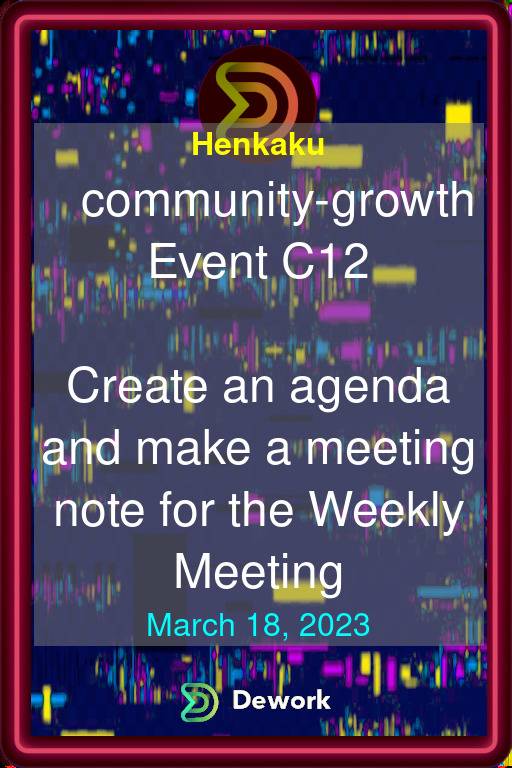 Henkaku
community-growth
Event C12
Create an agenda
and make a meeting
note for the Weekly
Meeting
March 18, 2023
Dework